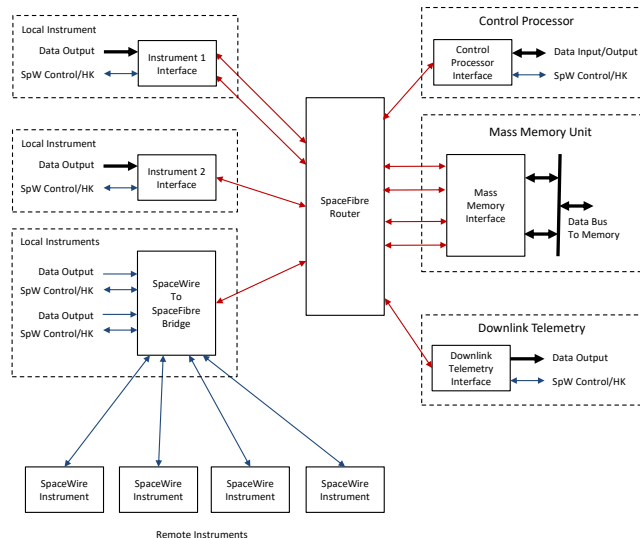 Local Instrument
Data Output
SpW Control/HK
Instrument 1
Interface
Local Instrument
Data Output
SpW Control/HK
Instrument 2
Interface
Local Instruments
Data Output
SpW Control/HK
Data Output
SpW Control/HK
SpaceWire
To
SpaceFibre
Bridge
SpaceFibre
Router
Control Processor
Control
Processor
Interface
Data Input/Output
SpW Control/HK
Mass Memory Unit
Mass
Memory
Interface
Data Bus
To Memory
Downlink Telemetry
Downlink
Telemetry
Interface
Data Output
SpW Control/HK
SpaceWire
Instrument
SpaceWire
Instrument
SpaceWire
Instrument
SpaceWire
Instrument
Remote Instruments